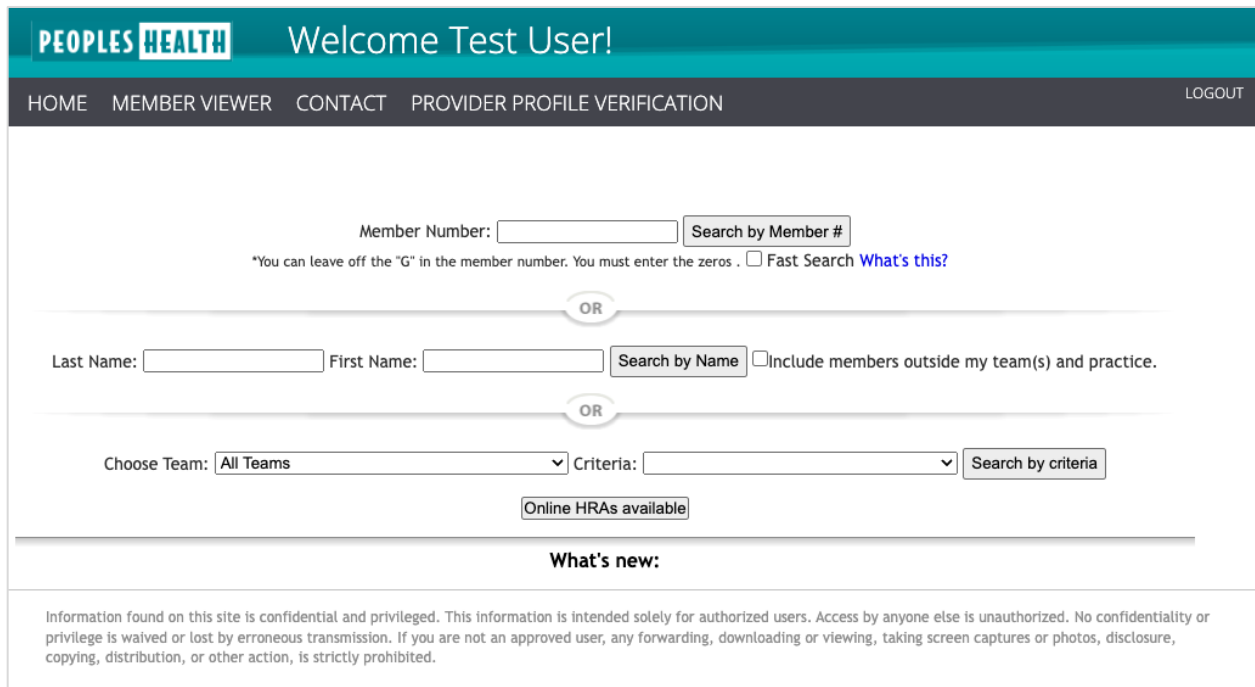 PEOPLES HEALTH Welcome Test User!
HOME MEMBER VIEWER CONTACT PROVIDER PROFILE VERIFICATION LOGOUT
Member Number: Search by Member #
*You can leave off the "G" in the member number. You must enter the zeros . Fast Search What's this?
OR
Last Name: First Name: Search by Name Include members outside my team(s) and practice.
OR
Choose Team: All Teams Criteria: Search by criteria
Online HRAs available
What's new:
Information found on this site is confidential and privileged. This information is intended solely for authorized users. Access by anyone else is unauthorized. No confidentiality or
privilege is waived or lost by erroneous transmission. If you are not an approved user, any forwarding, downloading or viewing, taking screen captures or photos, disclosure,
copying, distribution, or other action, is strictly prohibited.